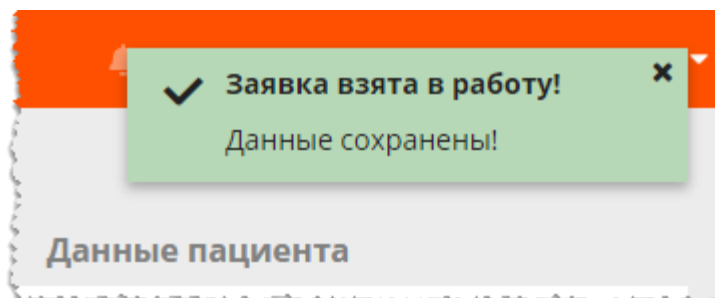 Заявка взята в работу!
Данные сохранены!
Данные пациента